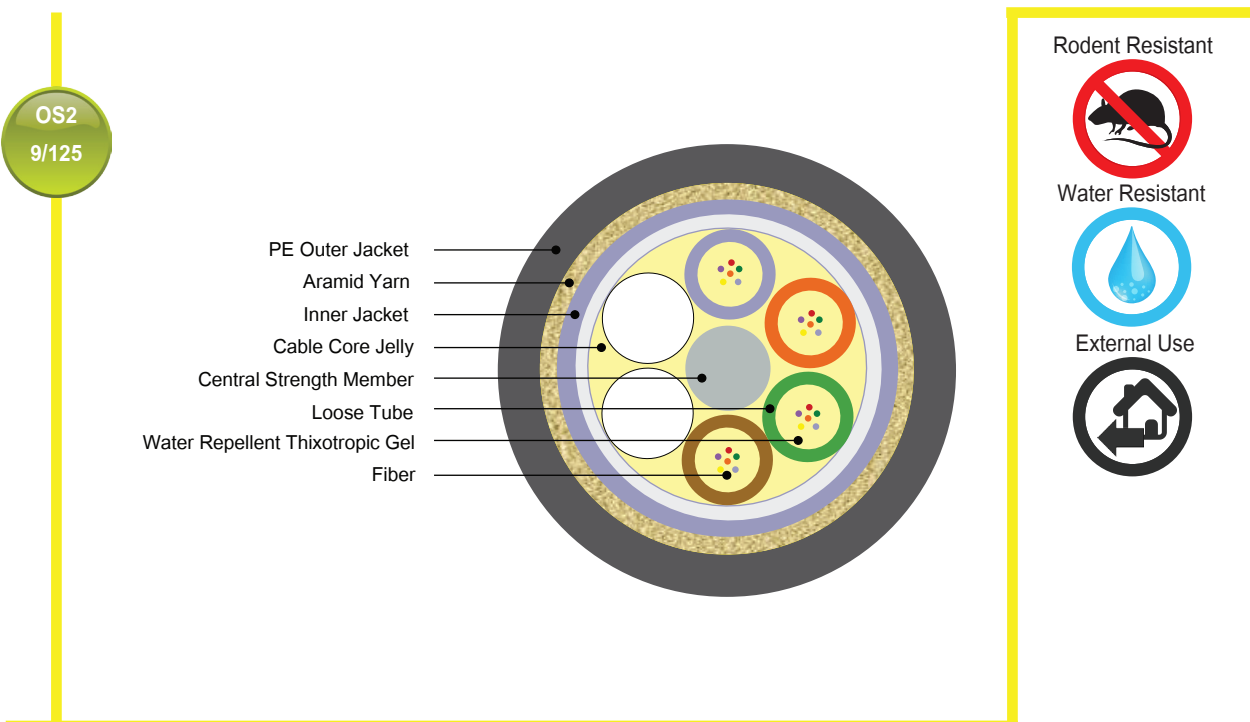 OS2
9/125
PE Outer Jacket
Aramid Yarn
Inner Jacket
Cable Core Jelly
Central Strength Member
Loose Tube
Water Repellent Thixotropic Gel
Fiber
Rodent Resistant
Water Resistant
External Use